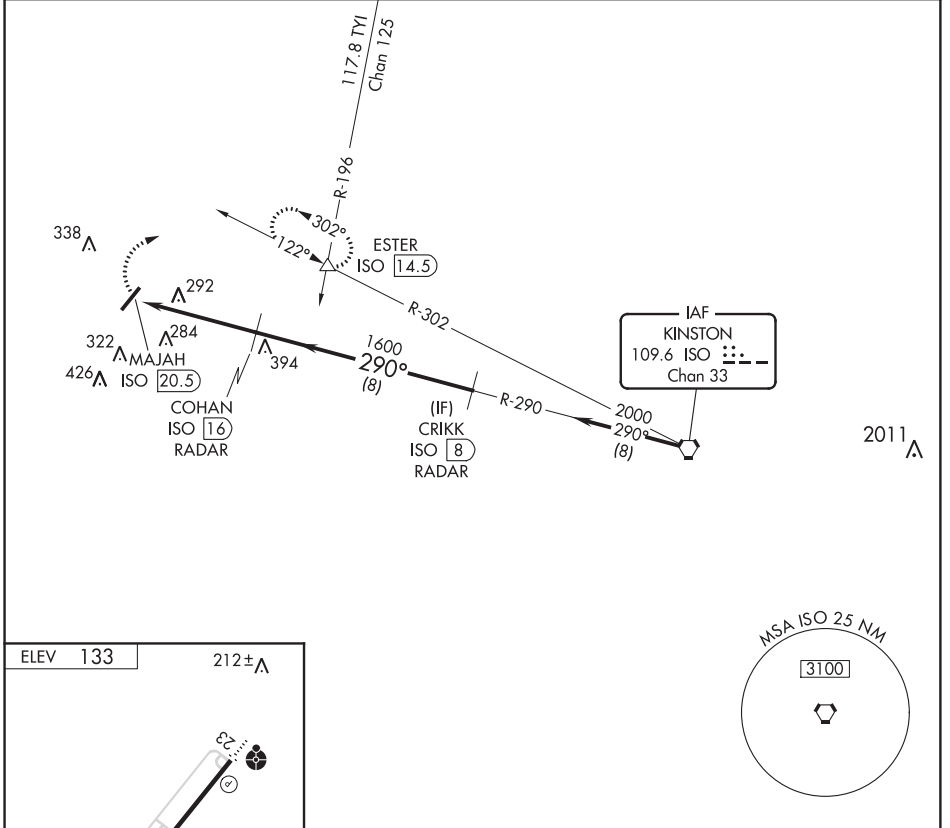 117.8 TYI
Chan 125
R-196
338
302°
122°
ESTER
ISO 14.5
292
R-302
IAF
KINSTON
109.6 ISO
Chan 33
284
322
MAJAH
426
ISO 20.5
394
1600
290°
(8)
COHAN
ISO 16
RADAR
(IF)
CRIKK
ISO 8
RADAR
R-290
2000
290°
(8)
2011
MSA ISO 25 NM
3100
ELEV 133
212±
23
P